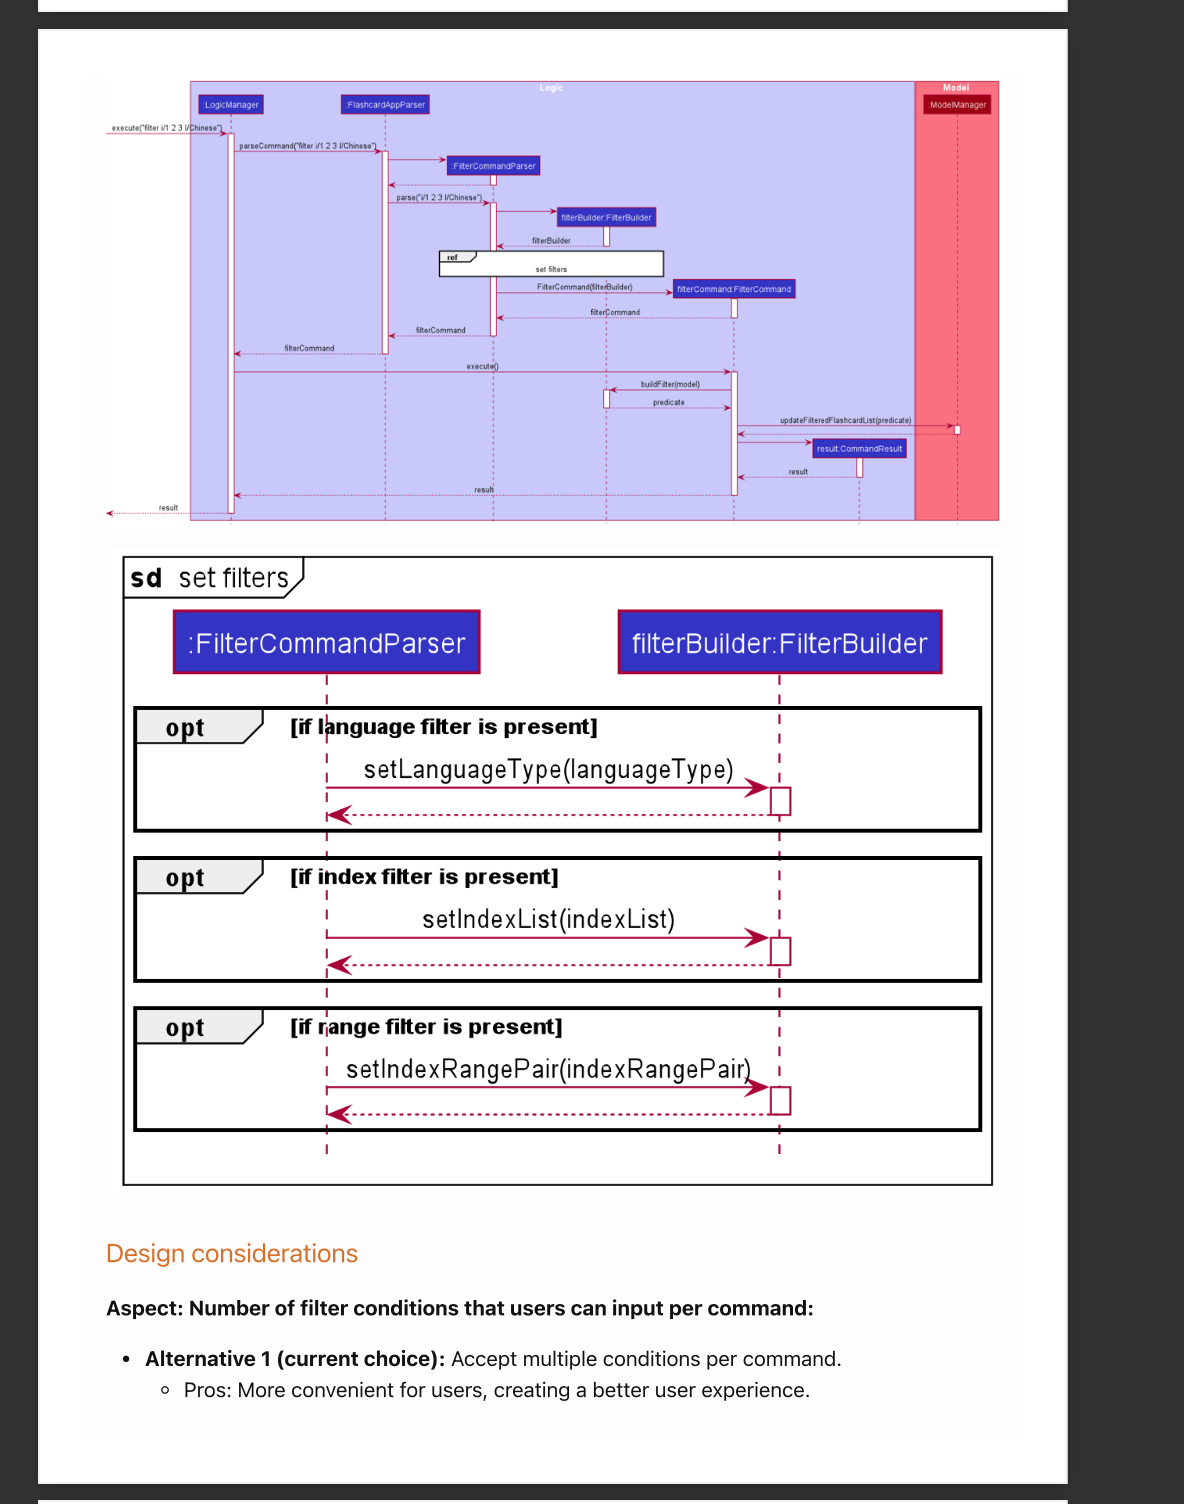 Logic
Model
:LogicManager
:FlashcardAppParser
:ModelManager
execute("filter i/1 2 3 l/Chinese")
parseCommand("filter i/1 2 3 l/Chinese")
:FilterCommandParser
parse("i/1 2 3 l/Chinese")
filterBuilder:FilterBuilder
filterBuilder
ref
set filters
FilterCommand(filterBuilder)
filterCommand:FilterCommand
filterCommand
filterCommand
filterCommand
execute()
buildFilter(model)
predicate
updateFilteredFlashcardList(predicate)
result:CommandResult
result
result
result
sd set filters
:FilterCommandParser
filterBuilder:FilterBuilder
opt [if language filter is present]
setLanguageType(languageType)
opt [if index filter is present]
setIndexList(indexList)
opt [if range filter is present]
setIndexRangePair(indexRangePair)
Design considerations
Aspect: Number of filter conditions that users can input per command:
• Alternative 1 (current choice): Accept multiple conditions per command.
◦ Pros: More convenient for users, creating a better user experience.